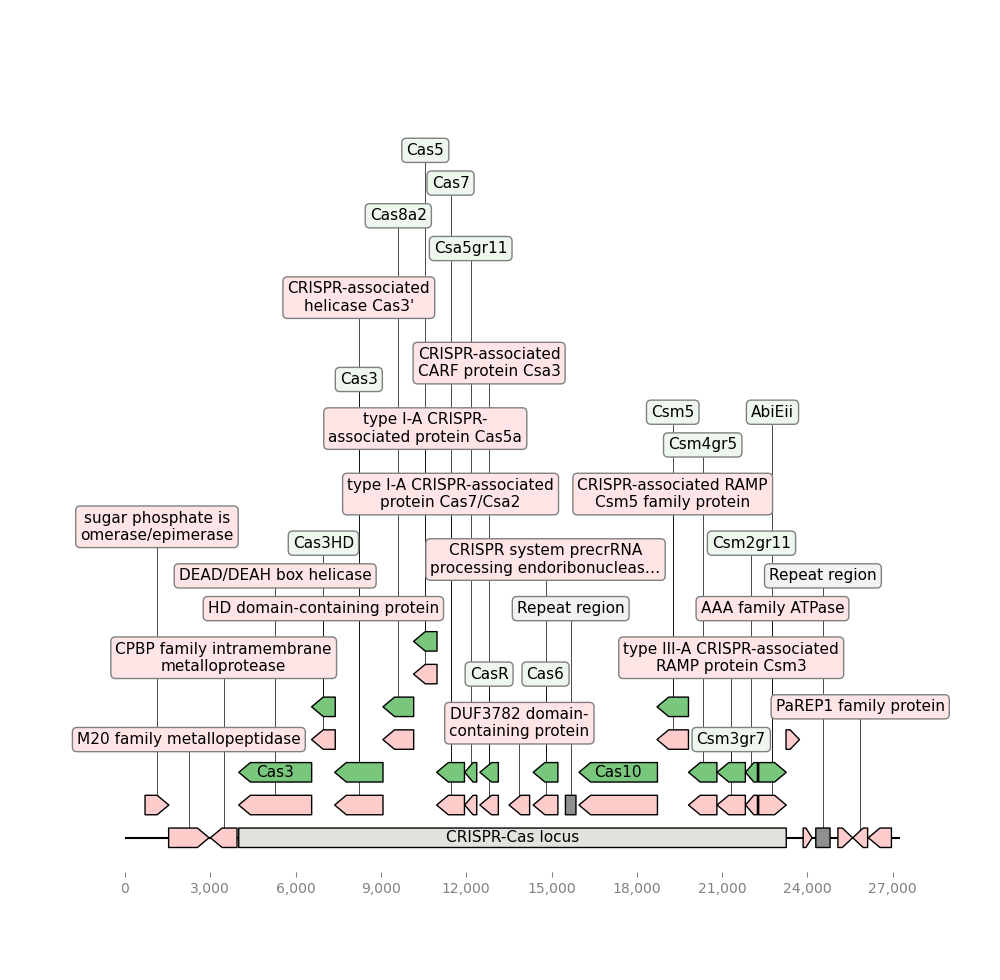 Cas5
Cas7
Cas8a2
Csa5gr11
CRISPR-associated
helicase Cas3'
CRISPR-associated
CARF protein Csa3
Cas3
Csm5
AbiEii
type I-A CRISPR-
associated protein Cas5a
Csm4gr5
type I-A CRISPR-associated
protein Cas7/Csa2
CRISPR-associated RAMP
Csm5 family protein
sugar phosphate is
omerase/epimerase
Cas3HD
Csm2gr11
CRISPR system precrRNA
processing endoribonucleas...
DEAD/DEAH box helicase
Repeat region
HD domain-containing protein
Repeat region
AAA family ATPase
CPBP family intramembrane
metalloprotease
type III-A CRISPR-associated
RAMP protein Csm3
CasR
Cas6
PaREP1 family protein
DUF3782 domain-
containing protein
M20 family metallopeptidase
Csm3gr7
Cas3
Cas10
CRISPR-Cas locus
0
3,000
6,000
9,000
12,000
15,000
18,000
21,000
24,000
27,000